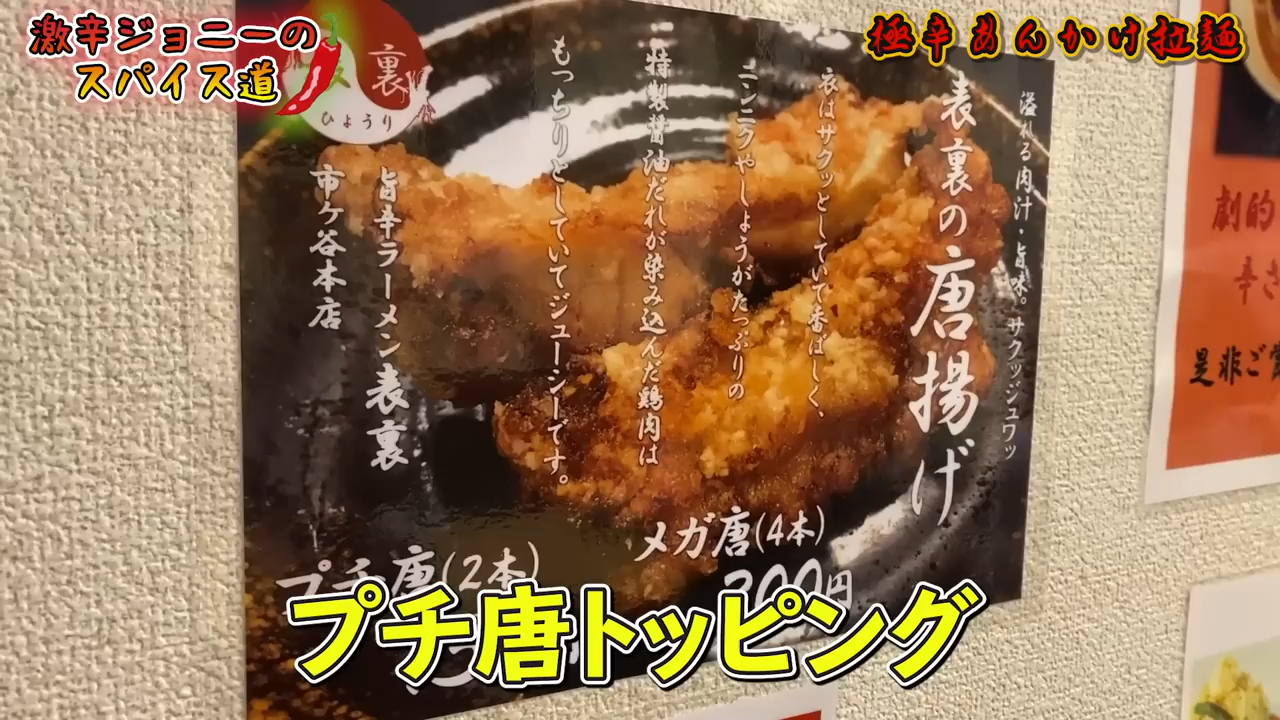 激辛ジョニーの
スパイス道
極辛あんかけ拉麺
裏
ひょうり
溢れる肉汁・旨味。サクッジュワッ
表裏の唐揚げ
衣はサクッとしていて香ばしく、
ニンニクやしょうがたっぷりの
特製醤油だれが染み込んだ鶏肉は
もっちりとしていてジューシーです。
旨辛ラーメン 表裏
市ケ谷本店
メガ唐(4本)
300円
プチ唐(2本)
劇的
辛さ
是非ご賞
プチ唐トッピング